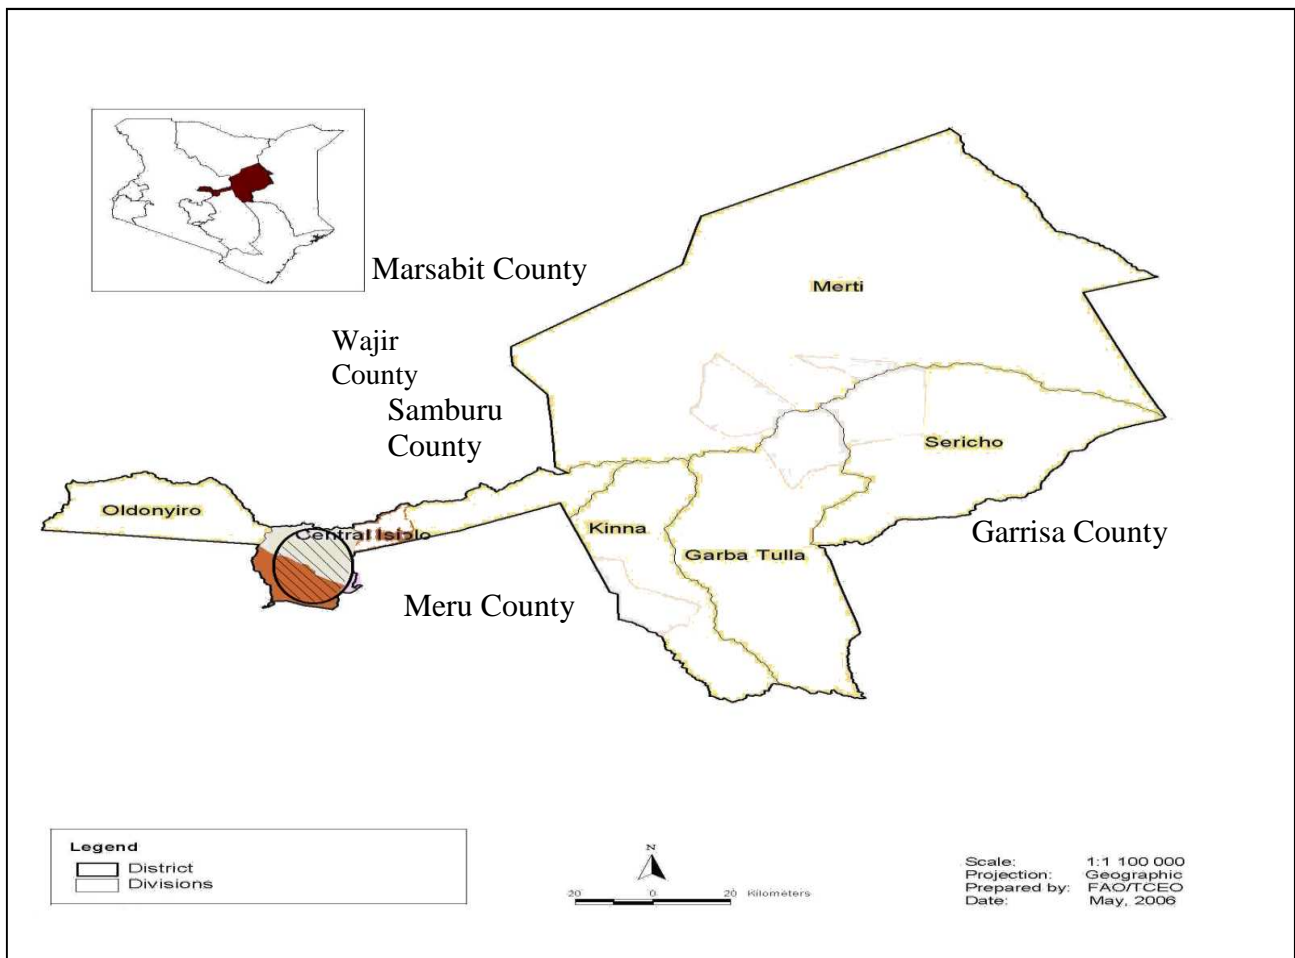 Marsabit County
Merti
Wajir
County
Samburu
County
Sericho
Oldonyiro
Central Isiolo
Kinna
Garba Tulla
Garrisa County
Meru County
Legend
District
Divisions
N
20 0 20 Kilometers
Scale: 1:1 100 000
Projection: Geographic
Prepared by: FAO/TCEO
Date: May, 2006